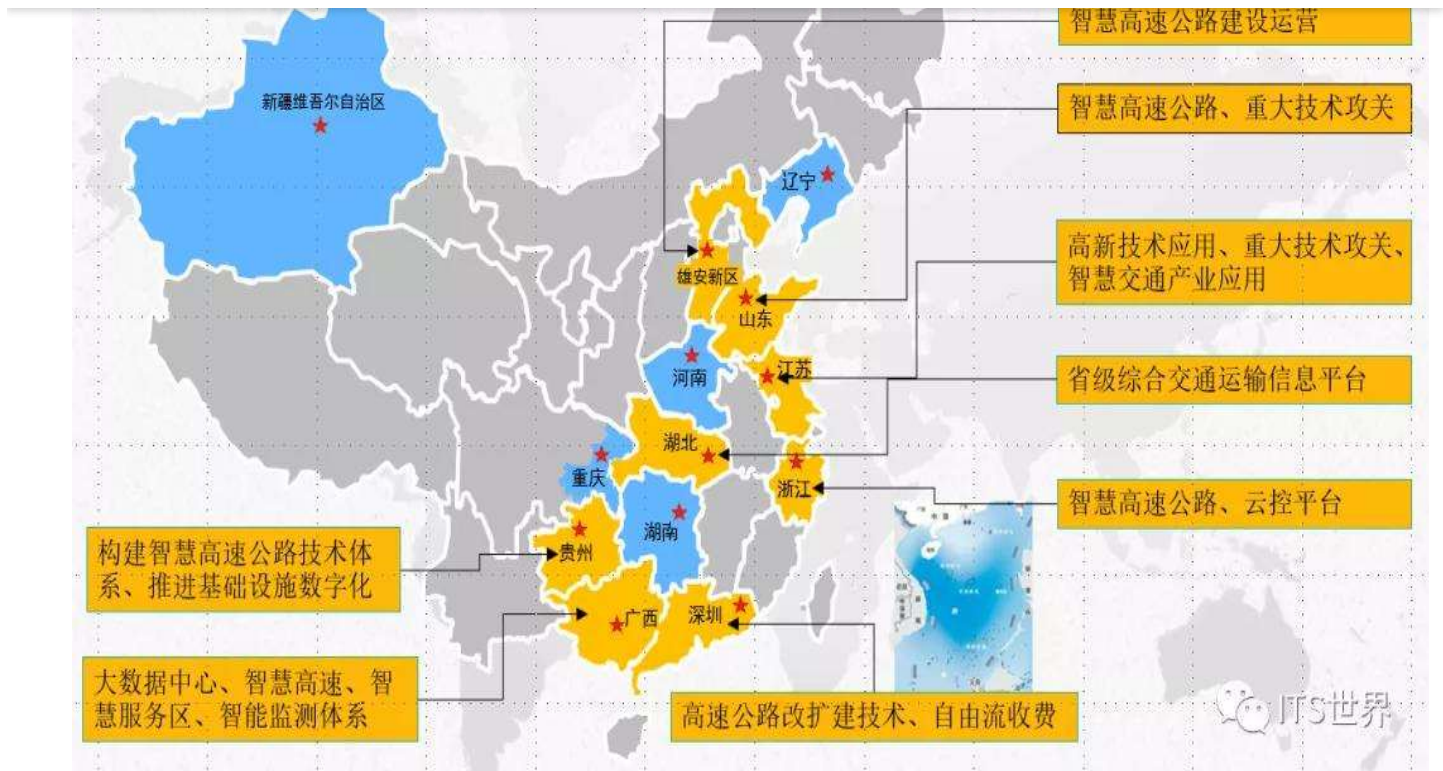 智慧高速公路建设运营
新疆维吾尔自治区
智慧高速公路、重大技术攻关
辽宁
高新技术应用、重大技术攻关、
智慧交通产业应用
雄安新区
山东
江苏
河南
省级综合交通运输信息平台
湖北
重庆
浙江
智慧高速公路、云控平台
湖南
构建智慧高速公路技术体
系、推进基础设施数字化
贵州
广西
深圳
大数据中心、智慧高速、智
慧服务区、智能监测体系
高速公路改扩建技术、自由流收费
ITS世界